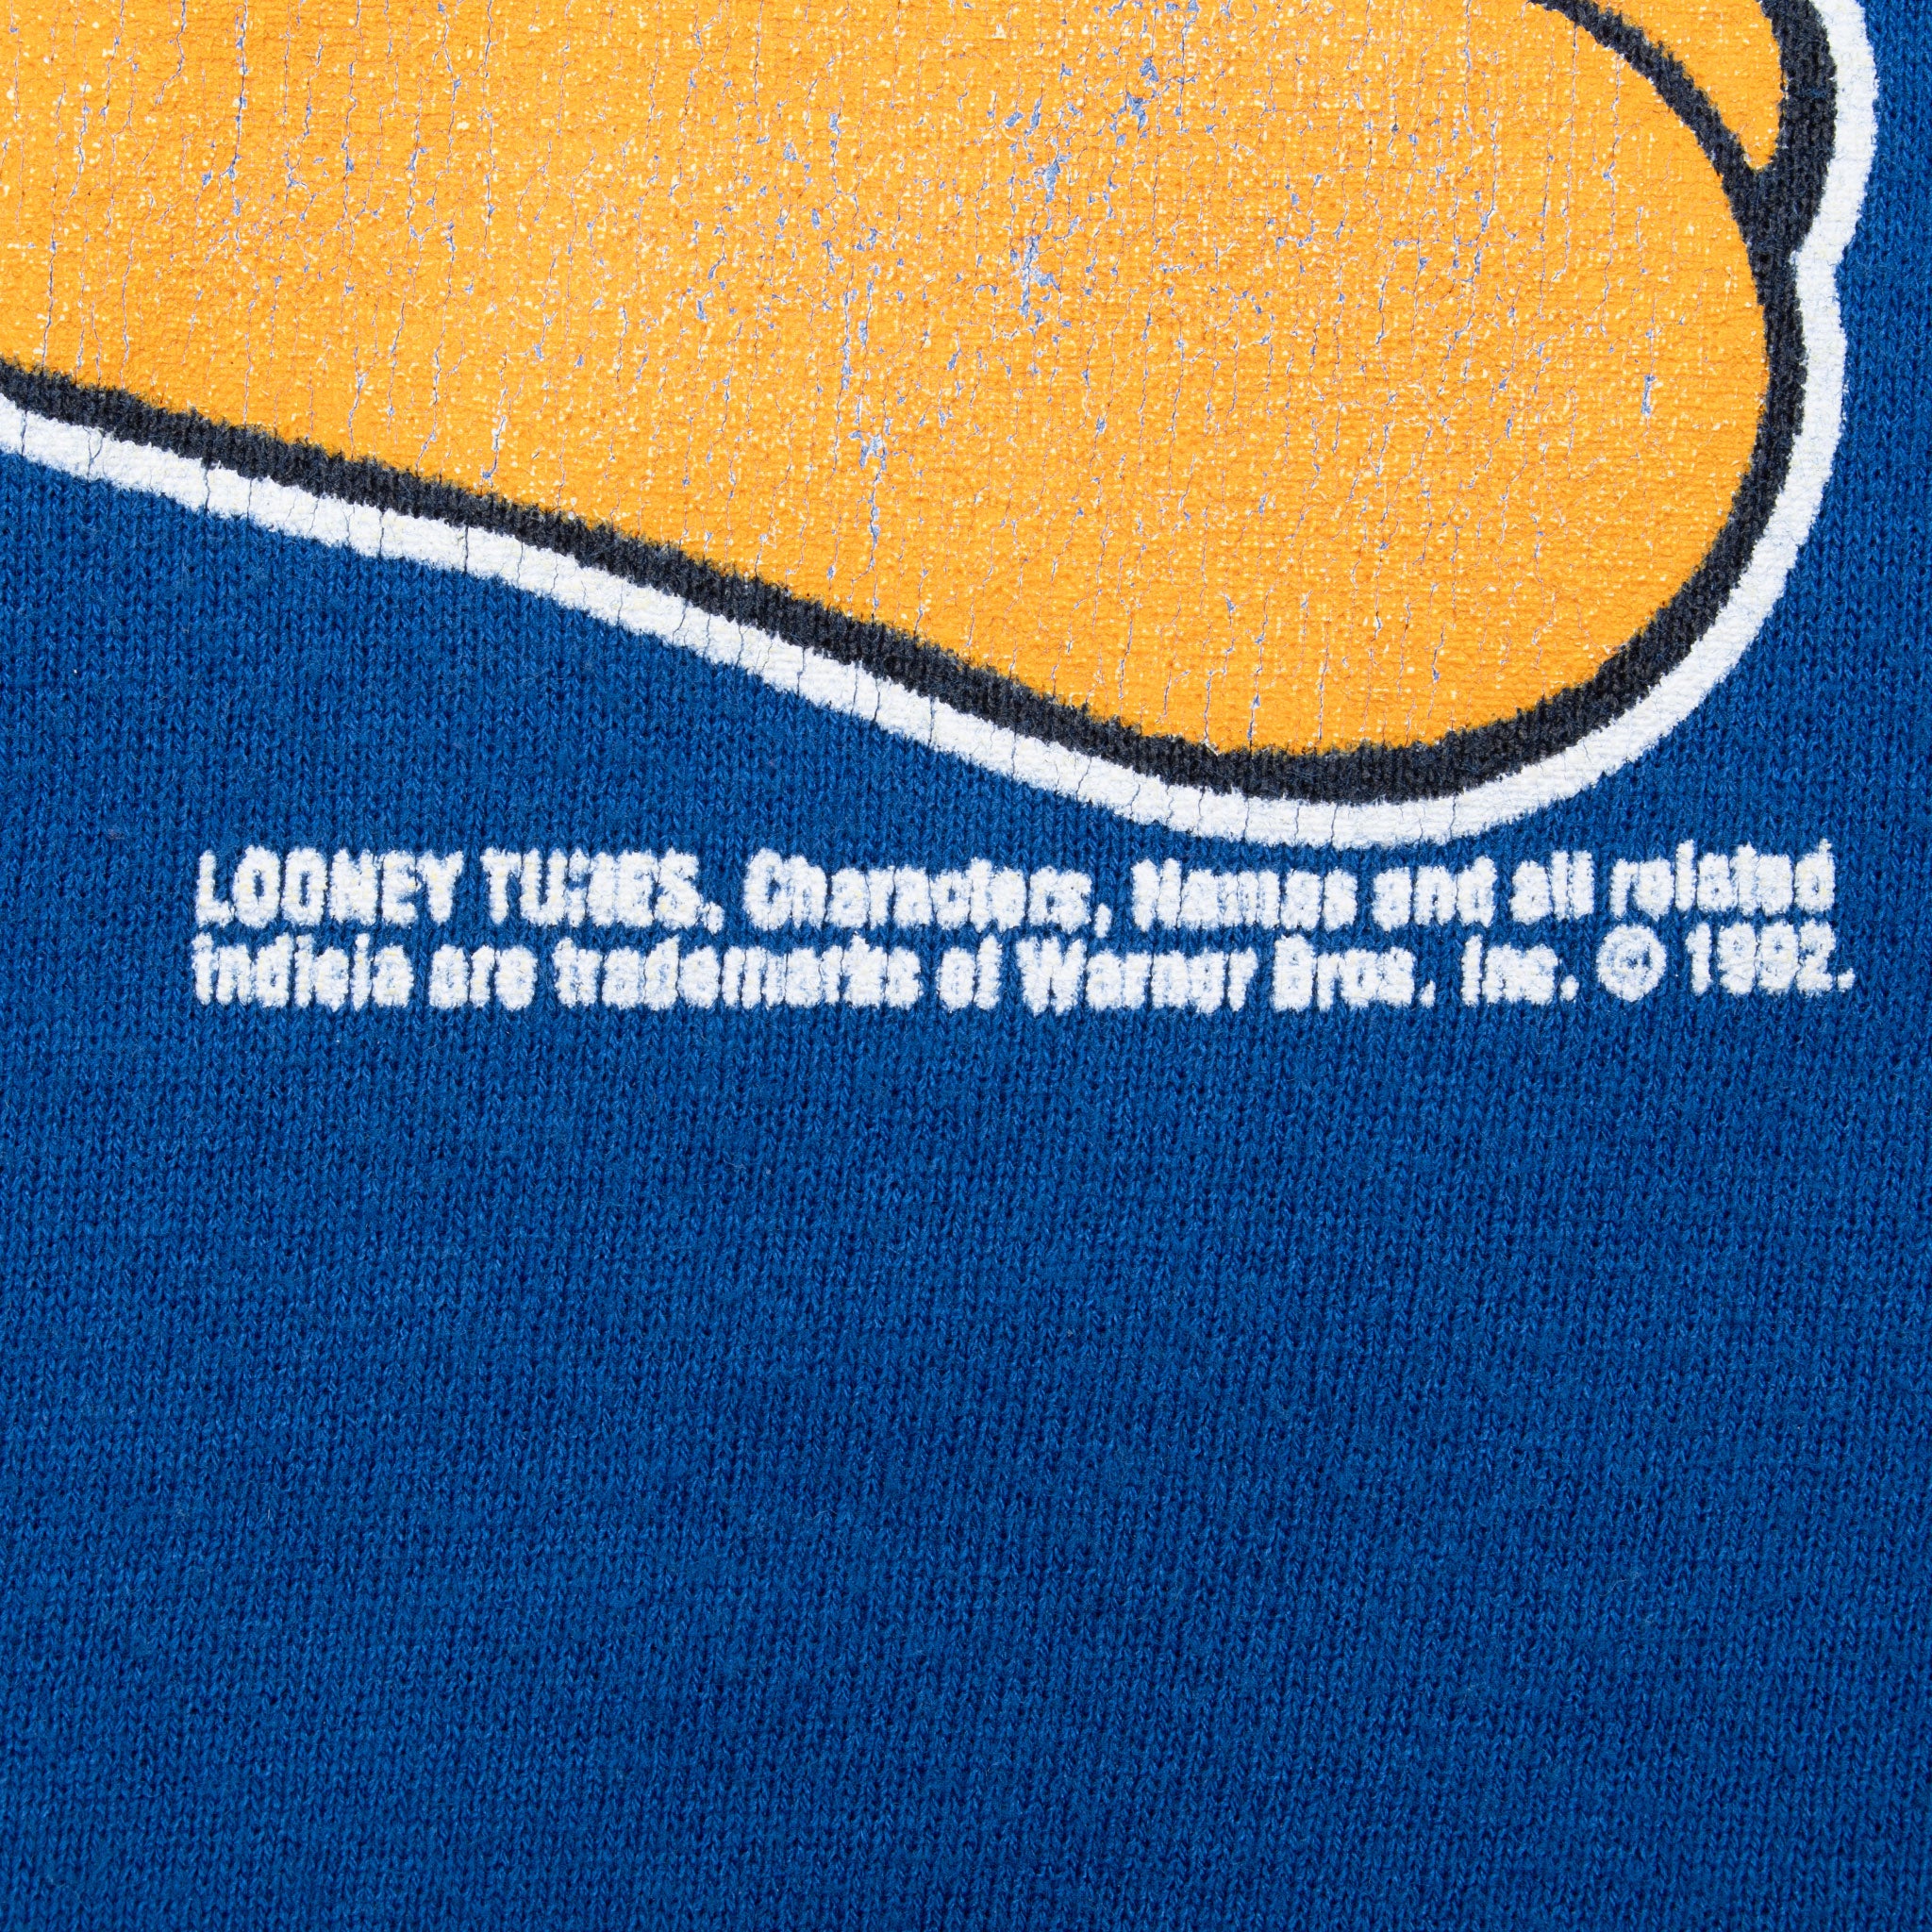 LOONEY TUNES, Characters, Names and all related
indicia are trademarks of Warner Bros. Inc. © 1992.